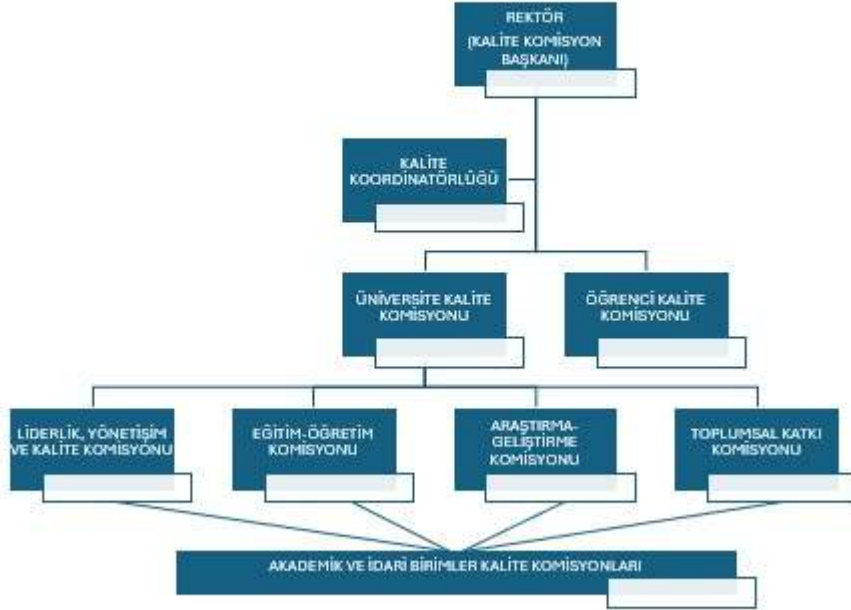 REKTÖR
(KALİTE KOMİSYON
BAŞKANI)
KALİTE
KOORDİNATÖRLÜĞÜ
ÜNİVERSİTE KALİTE
KOMİSYONU
ÖĞRENCİ KALİTE
KOMİSYONU
LİDERLİK, YÖNETİŞİM
VE KALİTE KOMİSYONU
EĞİTİM-ÖĞRETİM
KOMİSYONU
ARAŞTIRMA-
GELİŞTİRME
KOMİSYONU
TOPLUMSAL KATKI
KOMİSYONU
AKADEMİK VE İDARİ BİRİMLER KALİTE KOMİSYONLARI